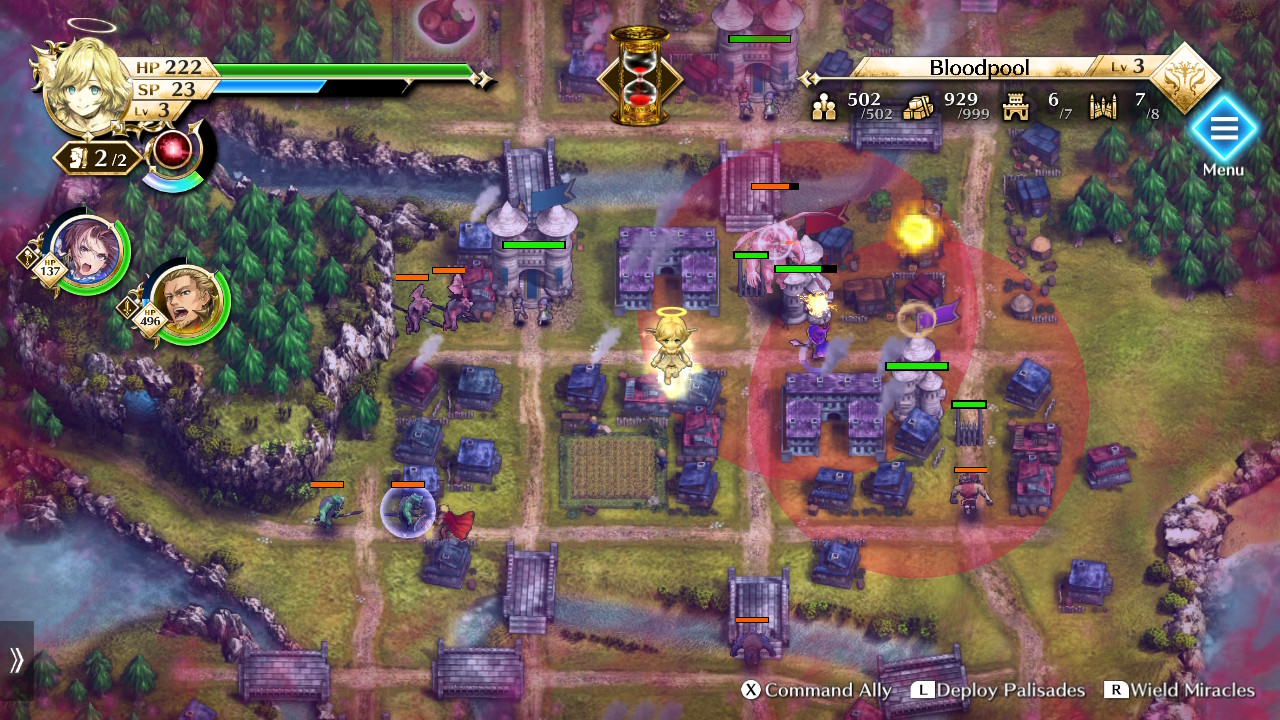 HP 222
SP 23
Lv 3
2/2
HP
137
HP
496
Bloodpool
Lv 3
502
/502
929
/999
6
/7
7
/8
Menu
X Command Ally
L Deploy Palisades
R Wield Miracles